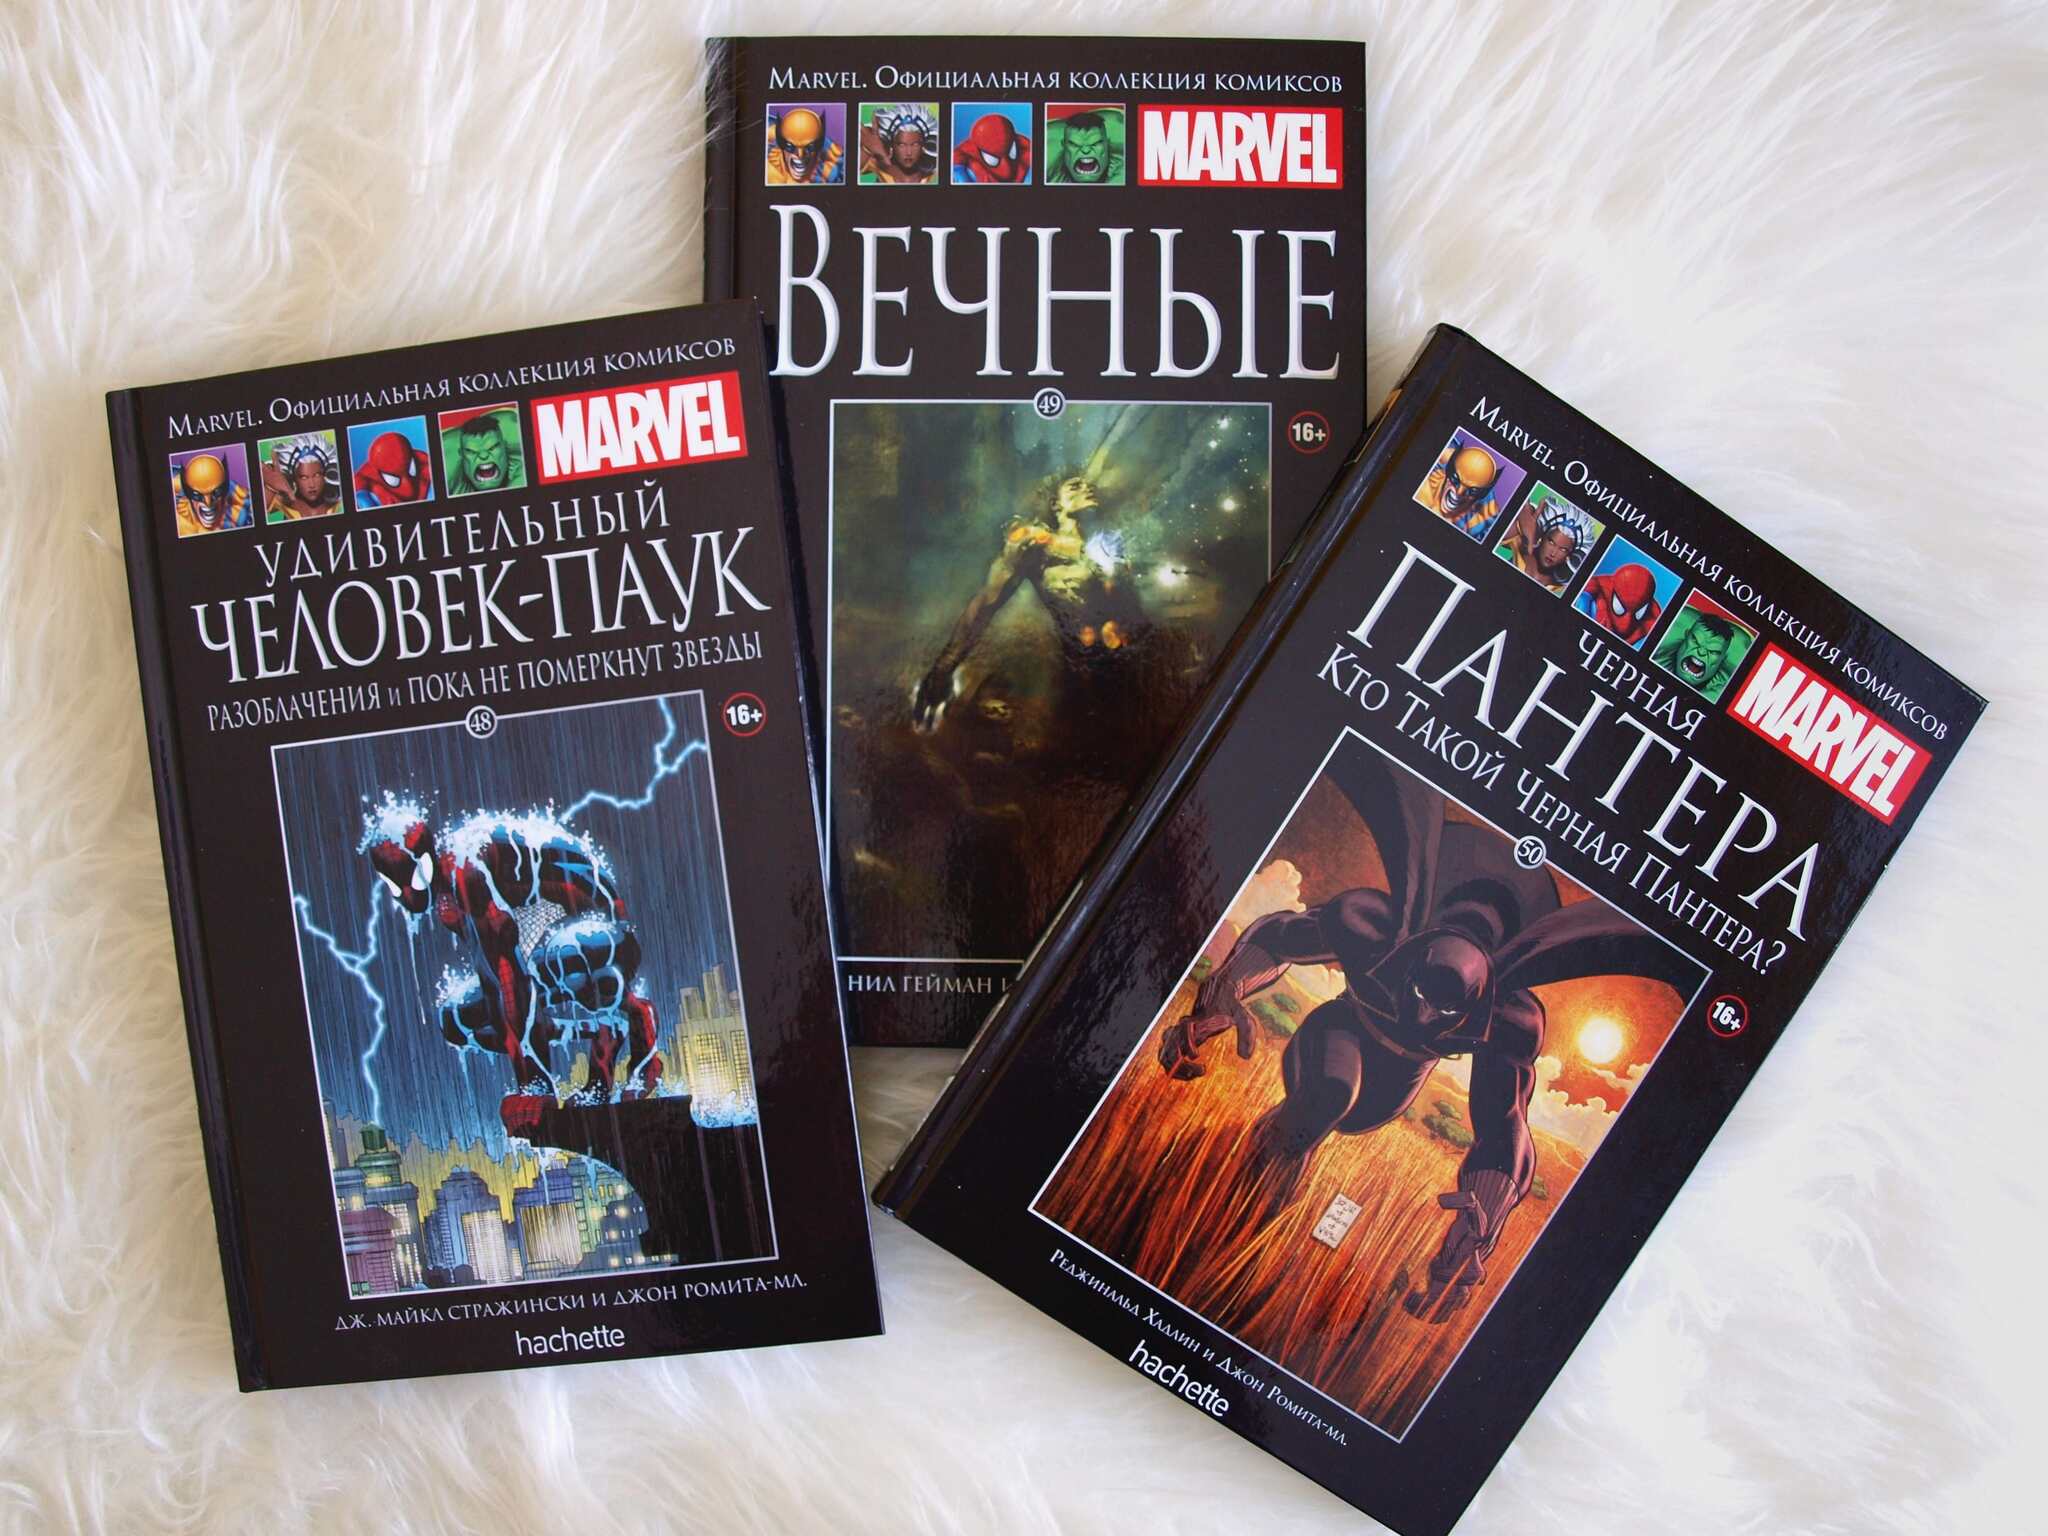 MARVEL. ОФИЦИАЛЬНАЯ КОЛЛЕКЦИЯ КОМИКСОВ
MARVEL
ВЕЧНЫЕ
49
16+
НИЛ ГЕЙМАН И
MARVEL. ОФИЦИАЛЬНАЯ КОЛЛЕКЦИЯ КОМИКСОВ
MARVEL
УДИВИТЕЛЬНЫЙ
ЧЕЛОВЕК-ПАУК
РАЗОБЛАЧЕНИЯ И ПОКА НЕ ПОМЕРКНУТ ЗВЕЗДЫ
48
16+
ДЖ. МАЙКЛ СТРАЖИНСКИ И ДЖОН РОМИТА-МЛ.
hachette
MARVEL. ОФИЦИАЛЬНАЯ КОЛЛЕКЦИЯ КОМИКСОВ
MARVEL
ЧЕРНАЯ
ПАНТЕРА
КТО ТАКОЙ ЧЕРНАЯ ПАНТЕРА?
50
16+
РЕДЖИНАЛЬД ХАДЛИН И ДЖОН РОМИТА-МЛ.
hachette